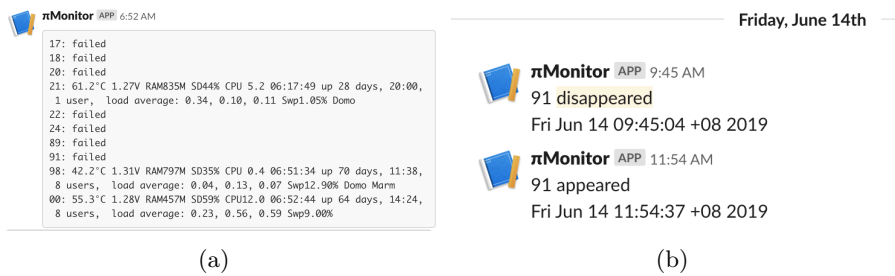 πMonitor APP 6:52 AM
17: failed
18: failed
20: failed
21: 61.2°C 1.27V RAM835M SD44% CPU 5.2 06:17:49 up 28 days, 20:00,
1 user, load average: 0.34, 0.10, 0.11 Swp1.05% Domo
22: failed
24: failed
89: failed
91: failed
98: 42.2°C 1.31V RAM797M SD35% CPU 0.4 06:51:34 up 70 days, 11:38,
8 users, load average: 0.04, 0.13, 0.07 Swp12.90% Domo Marm
00: 55.3°C 1.28V RAM457M SD59% CPU12.0 06:52:44 up 64 days, 14:24,
8 users, load average: 0.23, 0.56, 0.59 Swp9.00%
(a)
Friday, June 14th
πMonitor APP 9:45 AM
91 disappeared
Fri Jun 14 09:45:04 +08 2019
πMonitor APP 11:54 AM
91 appeared
Fri Jun 14 11:54:37 +08 2019
(b)